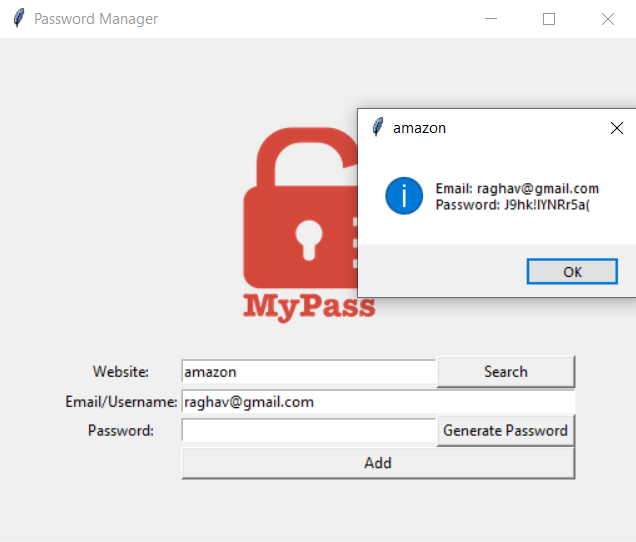 Password Manager
amazon
Email: raghav@gmail.com
Password: J9hk!IYNRr5a(
OK
MyPass
Website:
amazon
Search
Email/Username:
raghav@gmail.com
Password:
Generate Password
Add